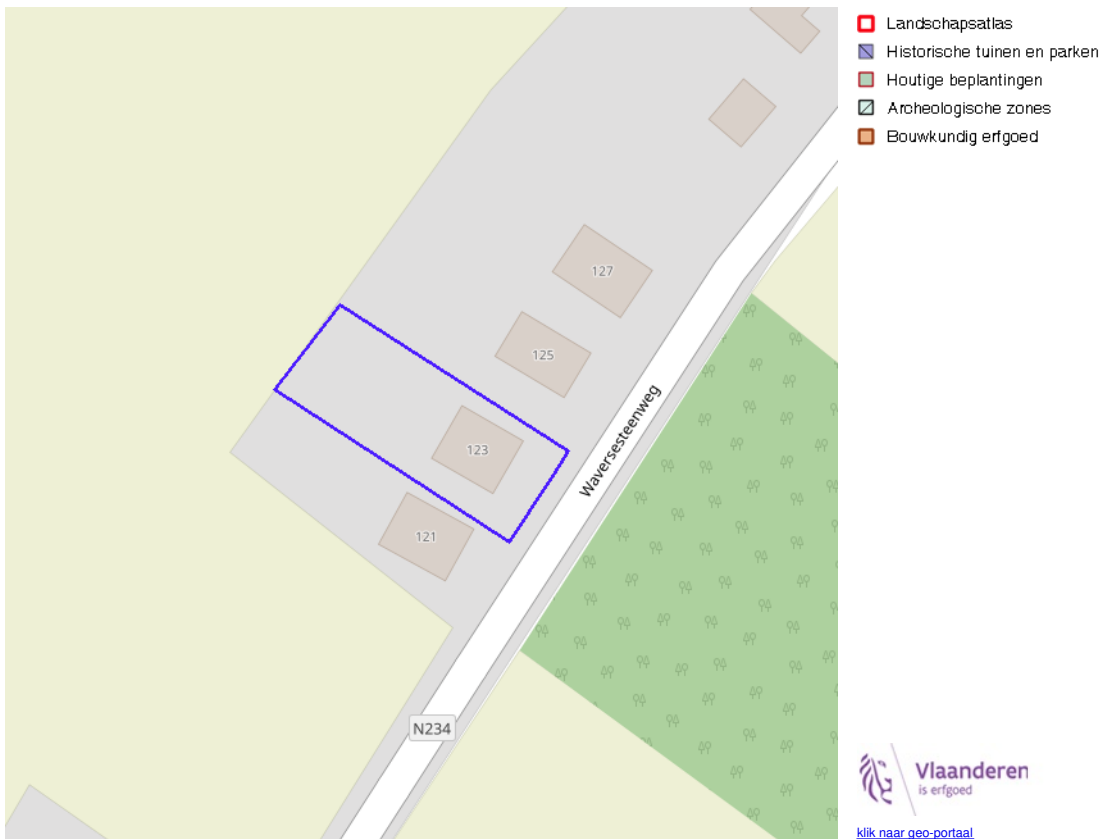 Landschapsatlas
Historische tuinen en parken
Houtige beplantingen
Archeologische zones
Bouwkundig erfgoed
127
125
123
121
Waversesteenweg
N234
Vlaanderen
is erfgoed
klik naar geo-portaal